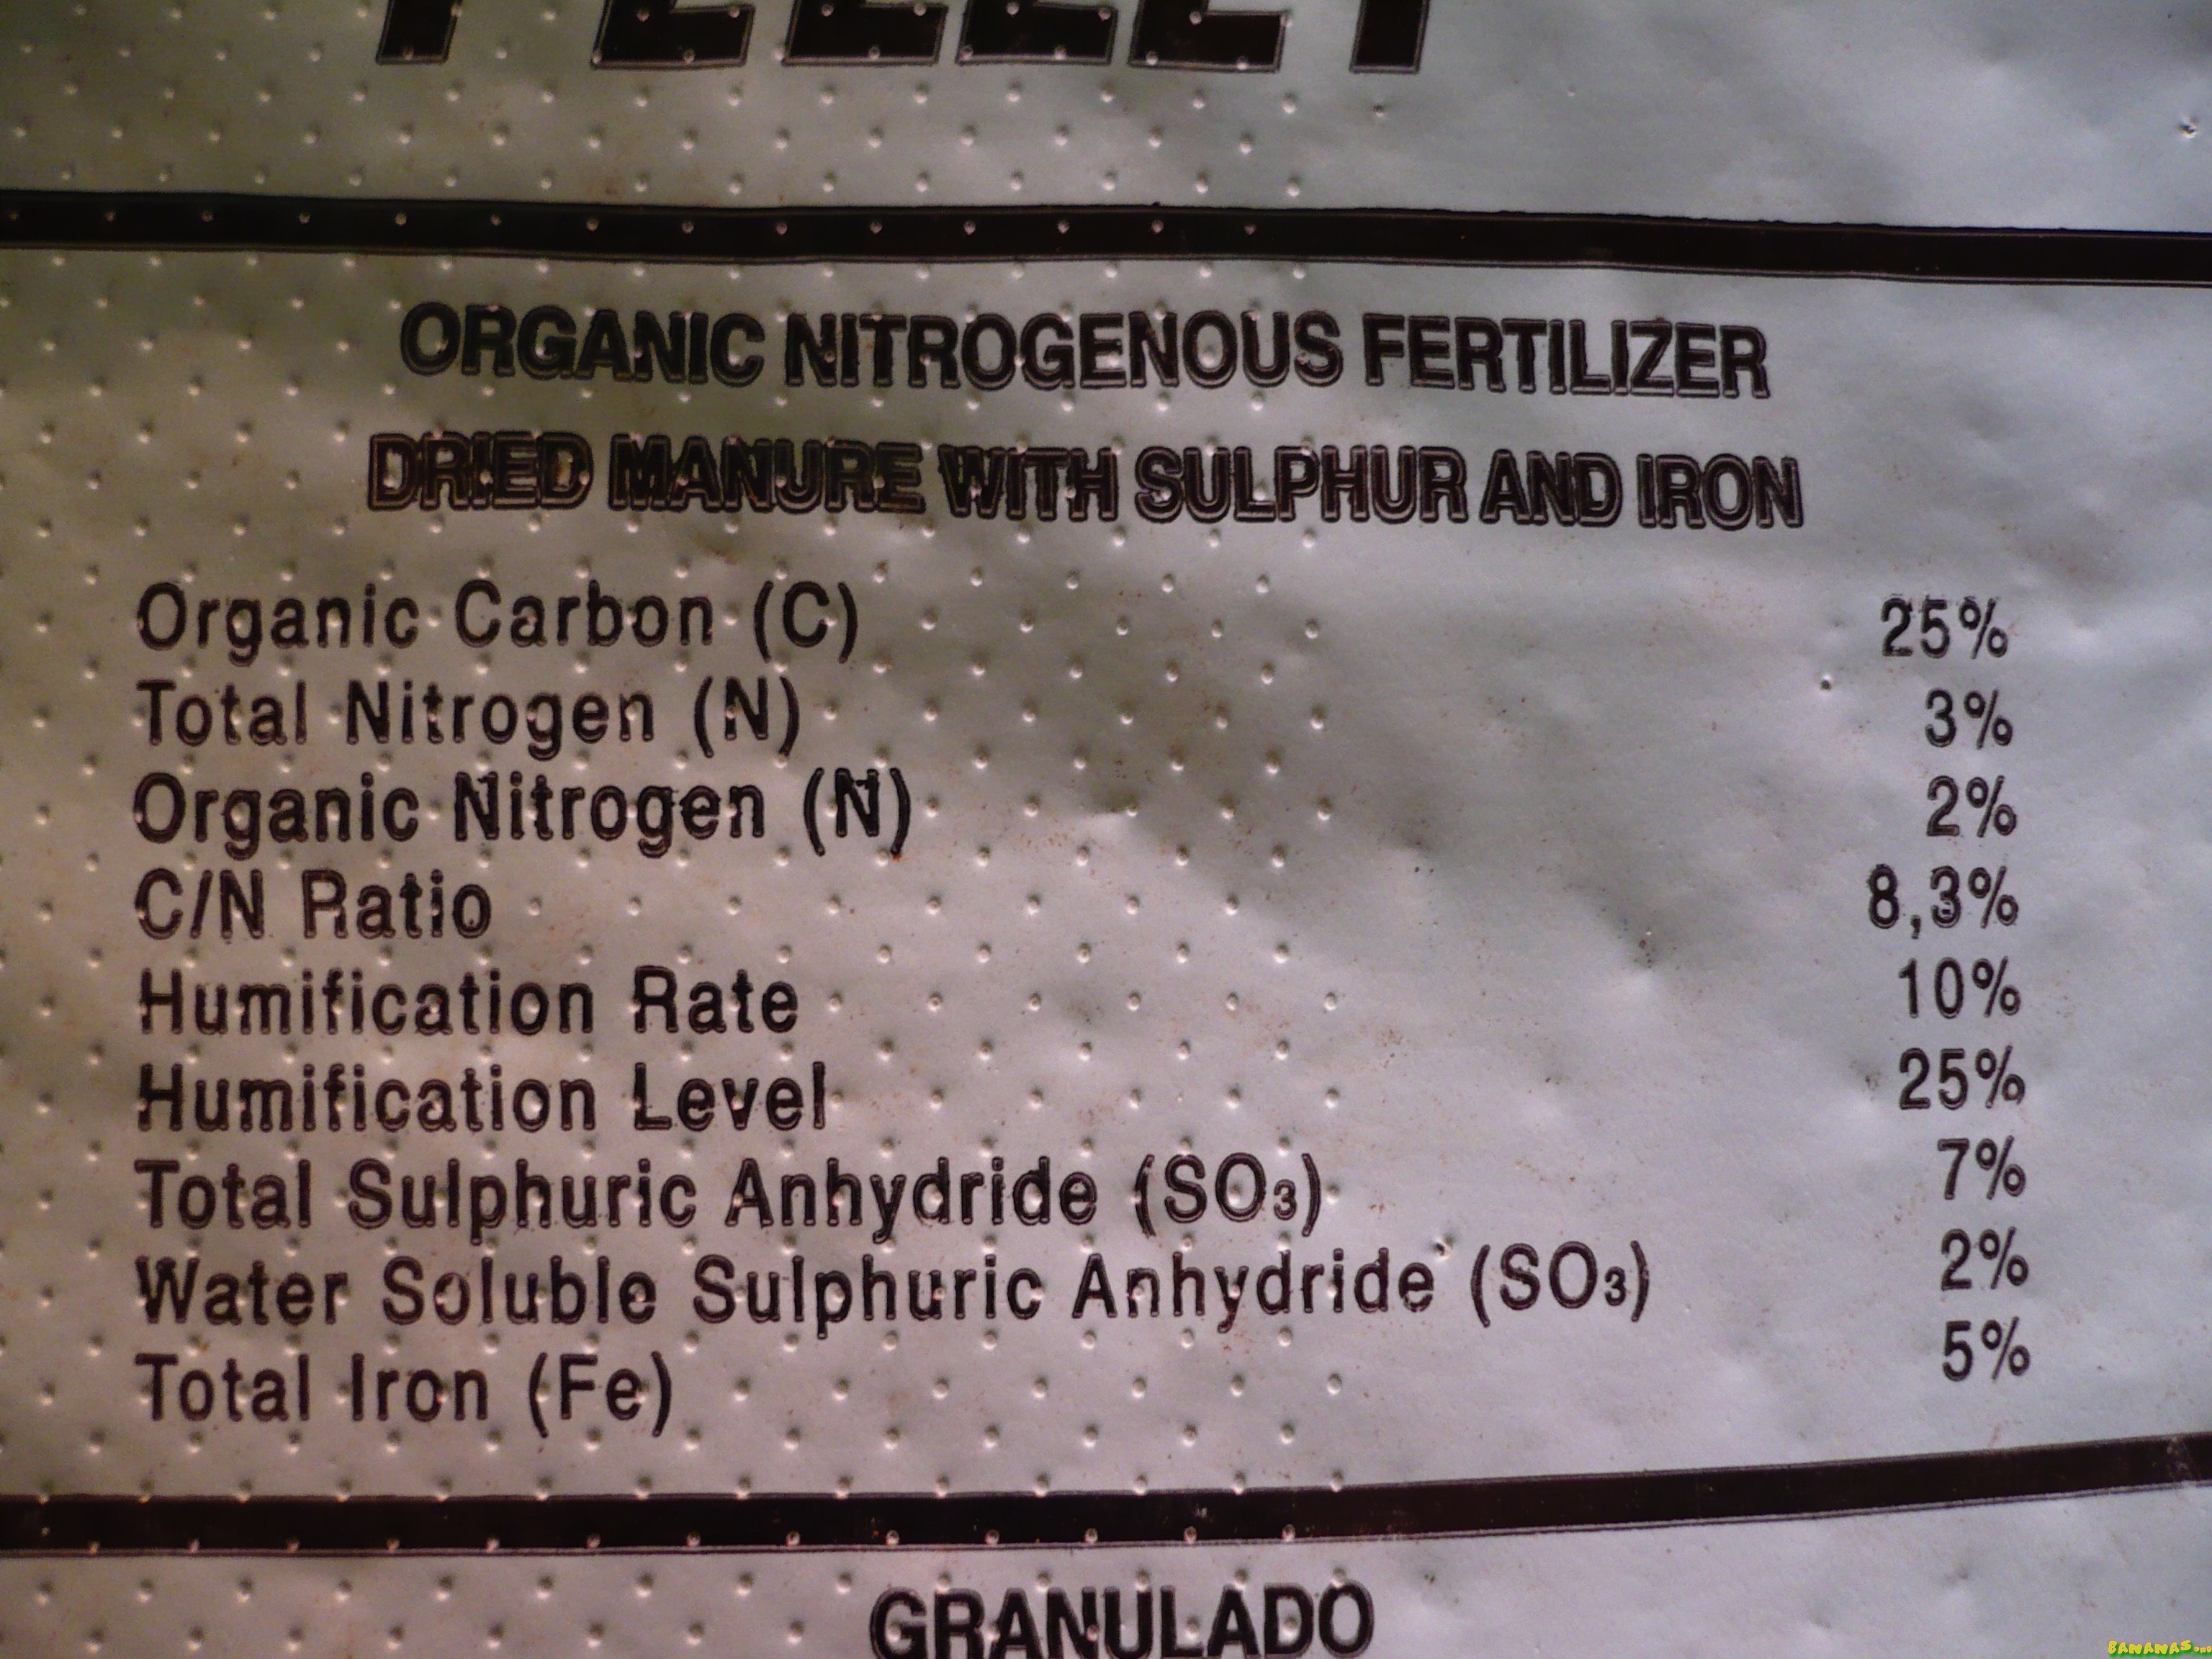 ORGANIC NITROGENOUS FERTILIZER
DRIED MANURE WITH SULPHUR AND IRON
Organic Carbon (C) 25%
Total Nitrogen (N) 3%
Organic Nitrogen (N) 2%
C/N Ratio 8,3%
Humification Rate 10%
Humification Level 25%
Total Sulphuric Anhydride (SO₃) 7%
Water Soluble Sulphuric Anhydride (SO₃) 2%
Total Iron (Fe) 5%
GRANULADO
BANANAS...